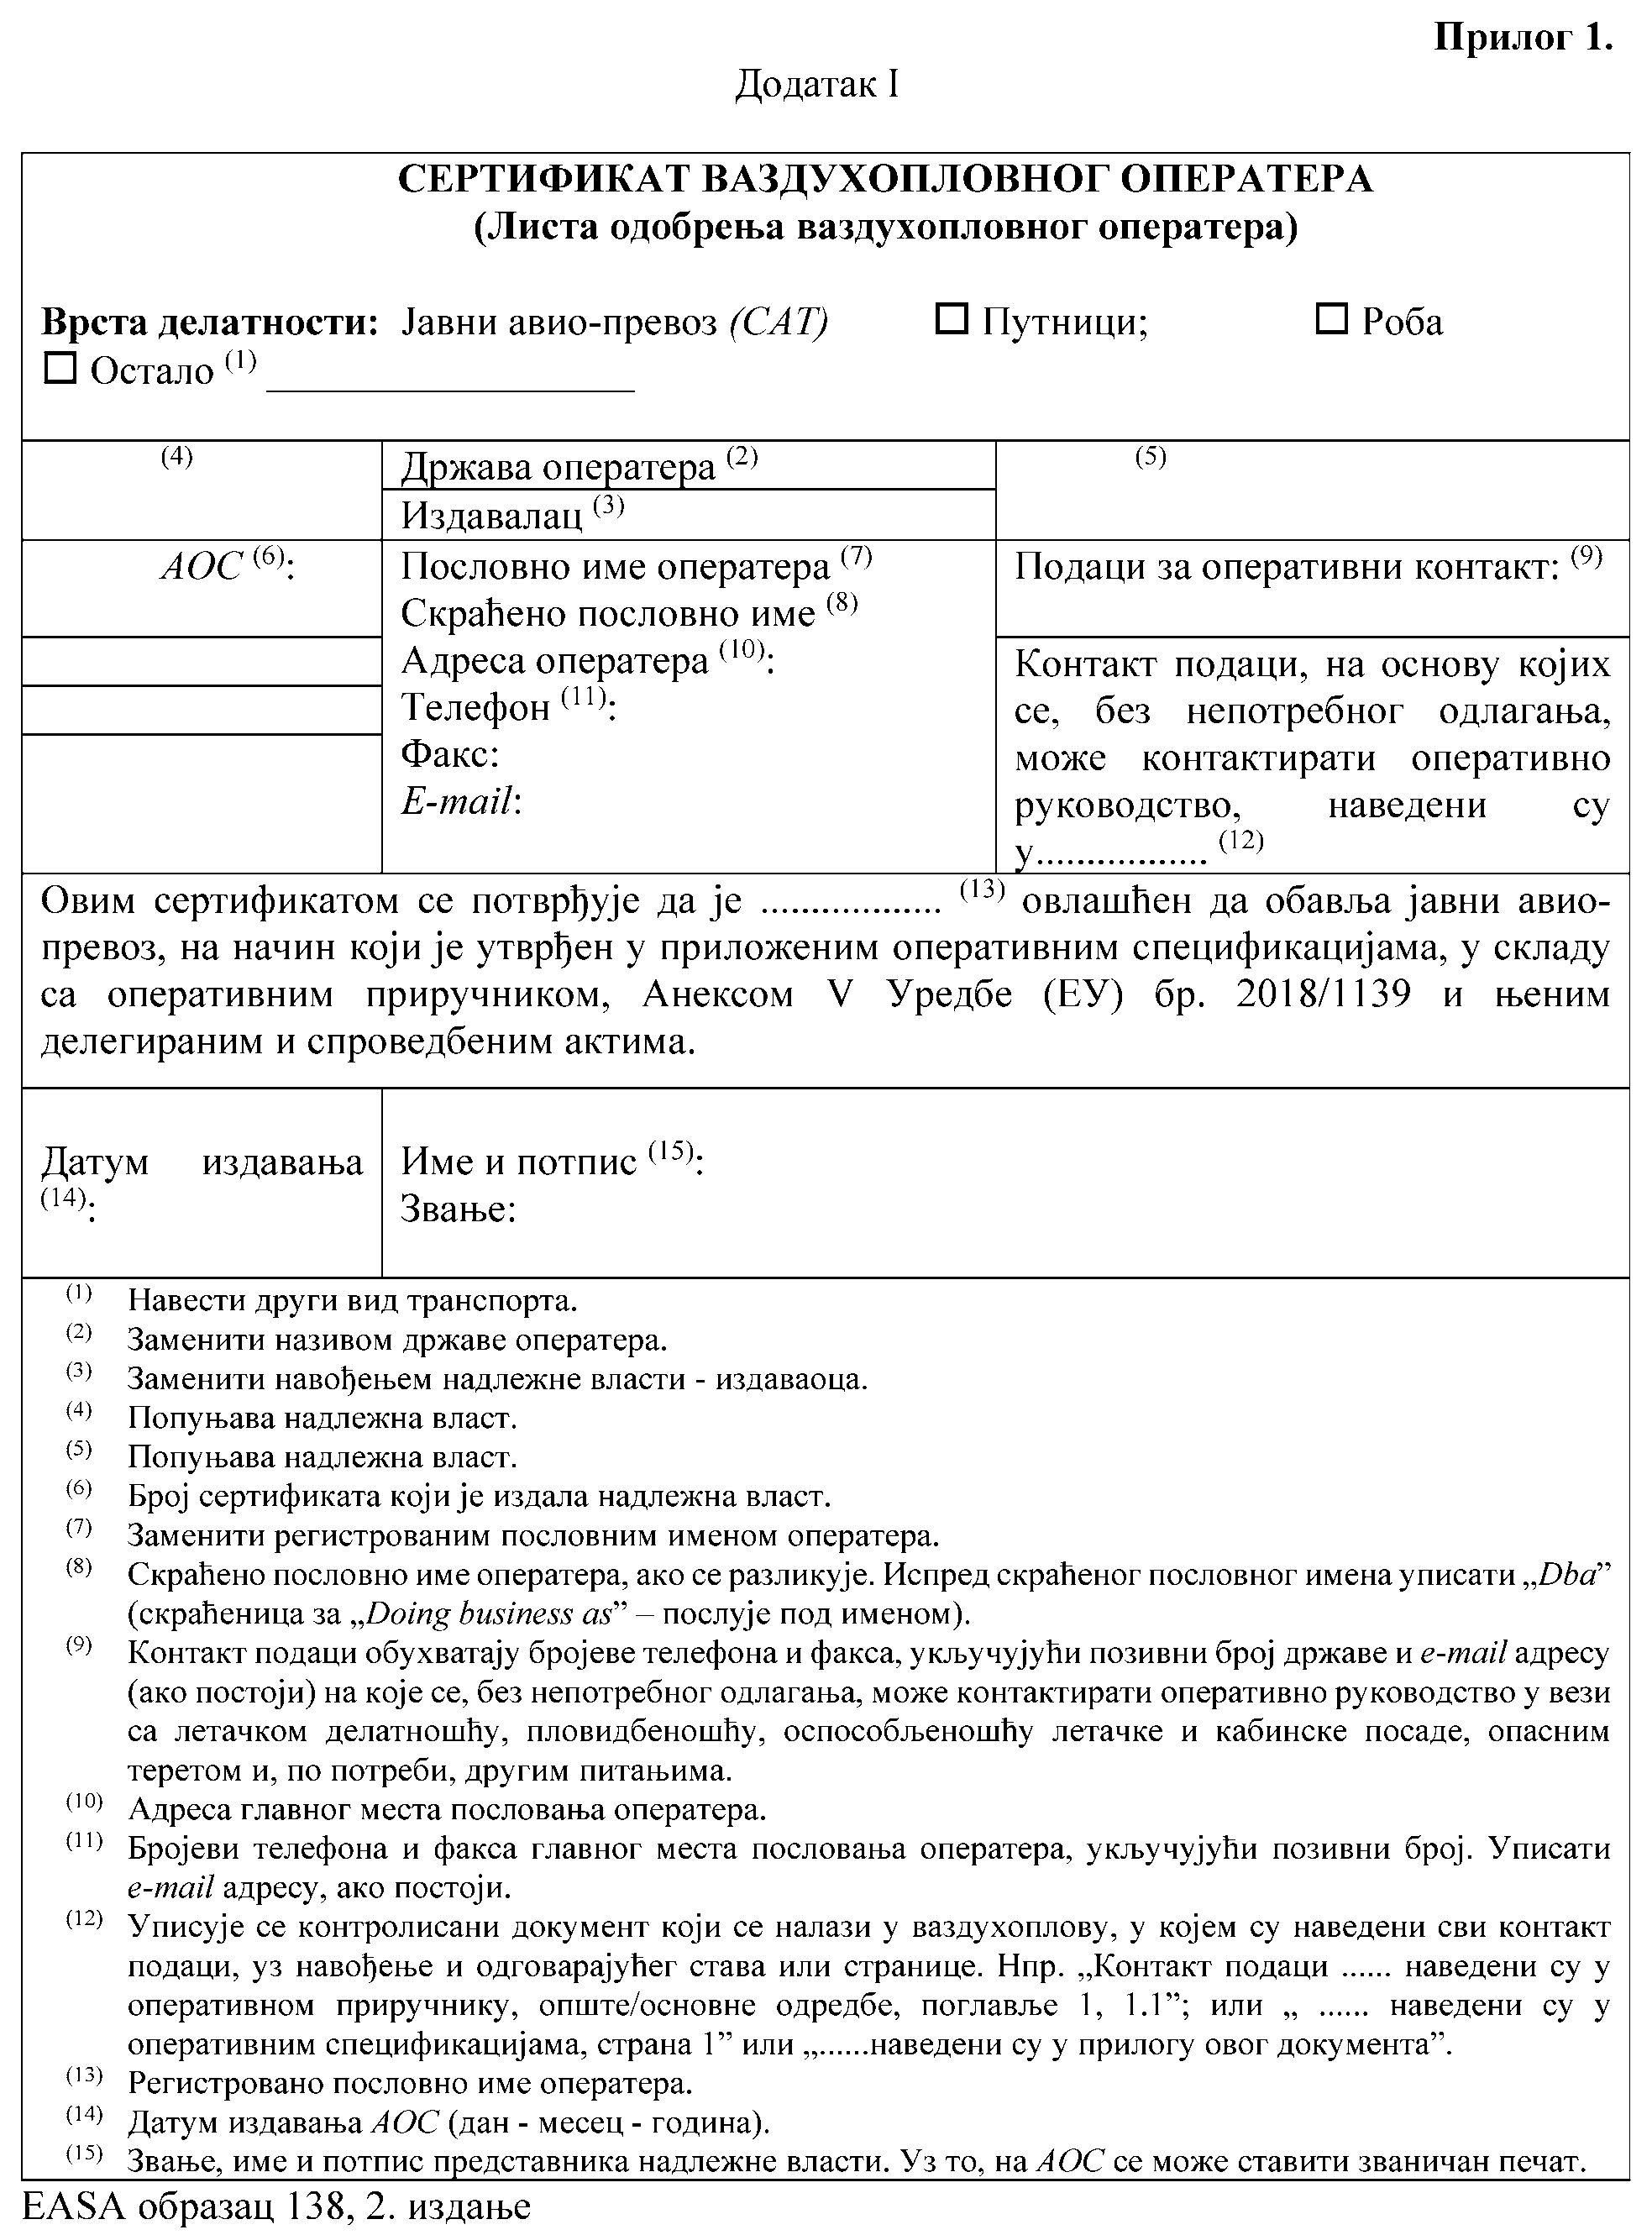 Прилог 1.
Додатак I
СЕРТИФИКАТ ВАЗДУХОПЛОВНОГ ОПЕРАТЕРА
(Листа одобрења ваздухопловног оператера)
Врста делатности: Јавни авио-превоз (CAT) ☐ Путници; ☐ Роба
☐ Остало (1) ___________________
(4)
Држава оператера (2)
Издавалац (3)
(5)
AOC (6):
Пословно име оператера (7)
Скраћено пословно име (8)
Адреса оператера (10):
Телефон (11):
Факс:
E-mail:
Подаци за оперативни контакт: (9)
Контакт подаци, на основу којих
се, без непотребног одлагања,
може контактирати оперативно
руководство, наведени су
у................. (12)
Овим сертификатом се потврђује да је .................. (13) овлашћен да обавља јавни авио-
превоз, на начин који је утврђен у приложеним оперативним спецификацијама, у складу
са оперативним приручником, Анексом V Уредбе (ЕУ) бр. 2018/1139 и њеним
делегираним и спроведбеним актима.
Датум издавања
(14):
Име и потпис (15):
Звање:
(1) Навести други вид транспорта.
(2) Заменити називом државе оператера.
(3) Заменити навођењем надлежне власти - издаваоца.
(4) Попуњава надлежна власт.
(5) Попуњава надлежна власт.
(6) Број сертификата који је издала надлежна власт.
(7) Заменити регистрованим пословним именом оператера.
(8) Скраћено пословно име оператера, ако се разликује. Испред скраћеног пословног имена уписати „Dba”
(скраћеница за „Doing business as” – послује под именом).
(9) Контакт подаци обухватају бројеве телефона и факса, укључујући позивни број државе и e-mail адресу
(ако постоји) на које се, без непотребног одлагања, може контактирати оперативно руководство у вези
са летачком делатношћу, пловидбеношћу, оспособљеношћу летачке и кабинске посаде, опасним
теретом и, по потреби, другим питањима.
(10) Адреса главног места пословања оператера.
(11) Бројеви телефона и факса главног места пословања оператера, укључујући позивни број. Уписати
e-mail адресу, ако постоји.
(12) Уписује се контролисани документ који се налази у ваздухоплову, у којем су наведени сви контакт
подаци, уз навођење и одговарајућег става или странице. Нпр. „Контакт подаци ...... наведени су у
оперативном приручнику, опште/основне одредбе, поглавље 1, 1.1”; или „ ...... наведени су у
оперативним спецификацијама, страна 1” или „......наведени су у прилогу овог документа”.
(13) Регистровано пословно име оператера.
(14) Датум издавања AOC (дан - месец - година).
(15) Звање, име и потпис представника надлежне власти. Уз то, на AOC се може ставити званичан печат.
EASA образац 138, 2. издање